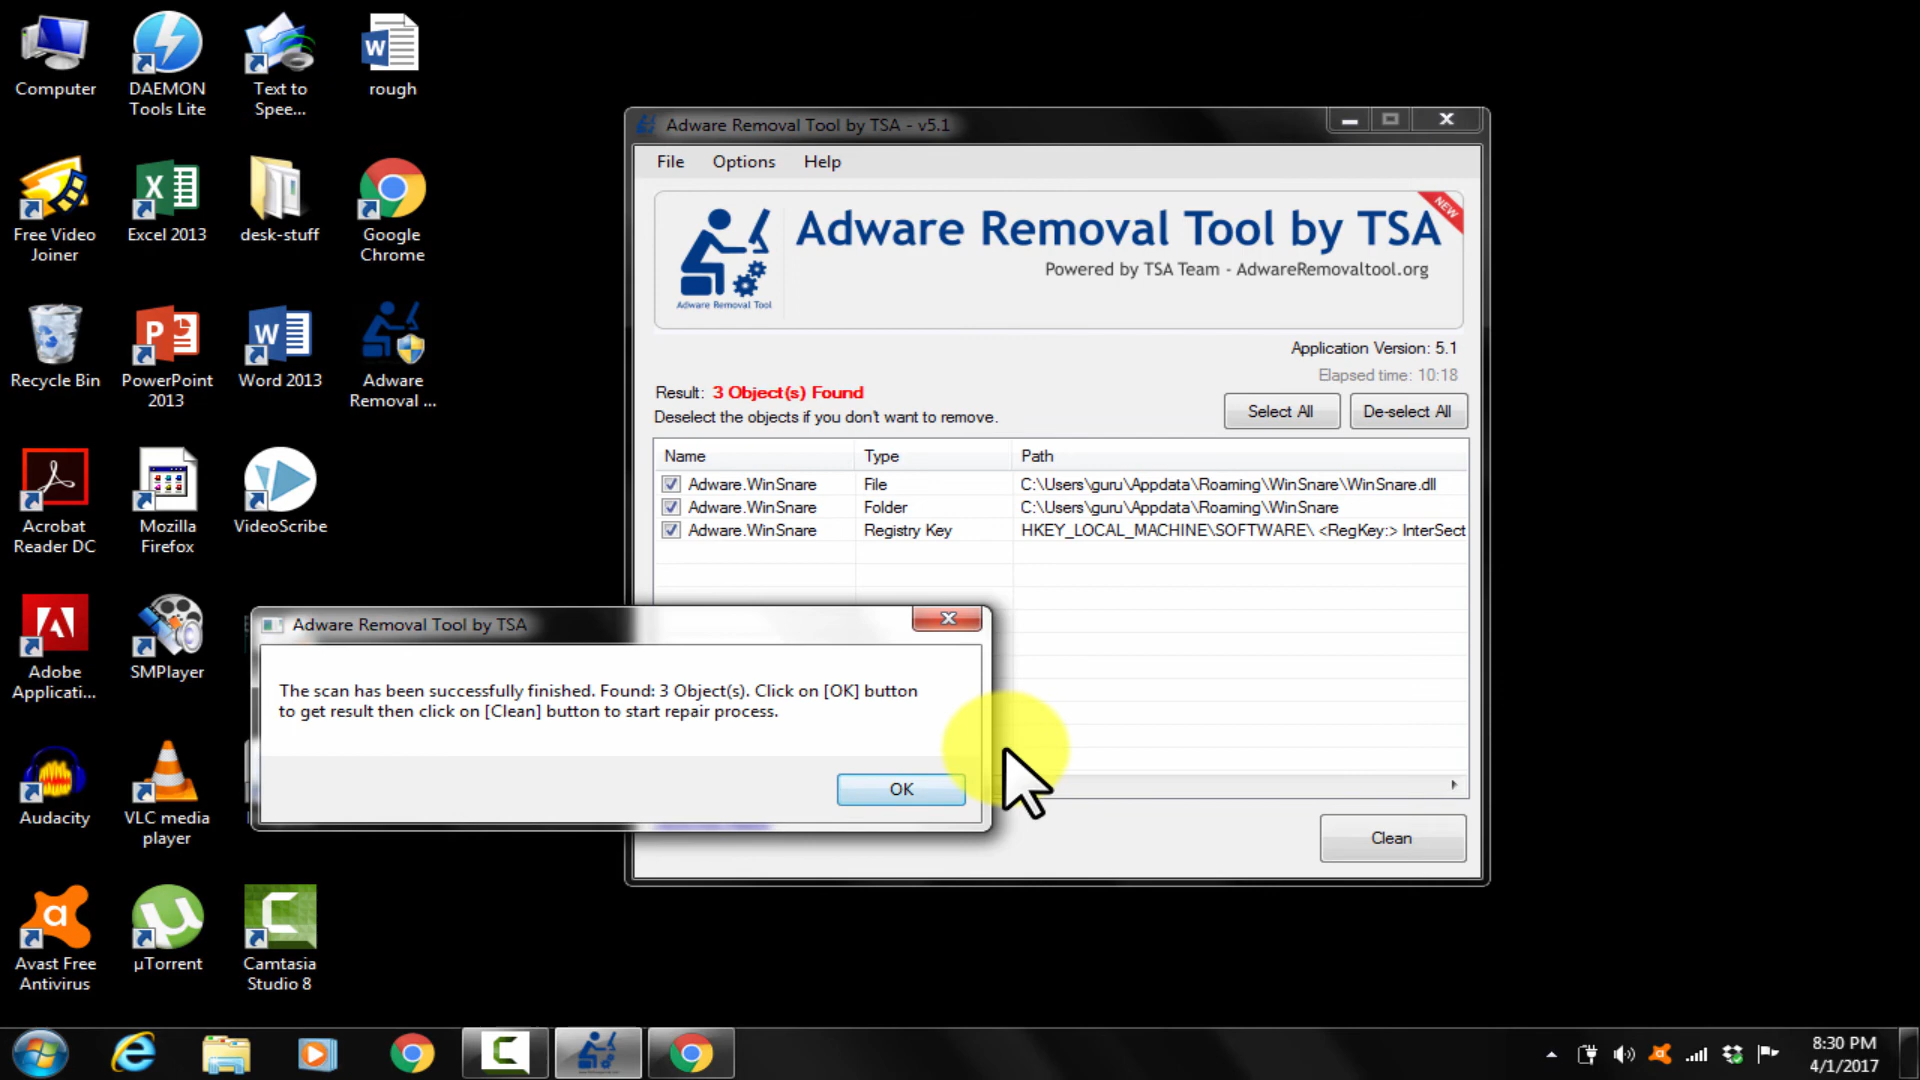 Computer
DAEMON
Tools Lite
Text to
Spee...
rough
Free Video
Joiner
Excel 2013
desk-stuff
Google
Chrome
Recycle Bin
PowerPoint
2013
Word 2013
Adware
Removal ...
Acrobat
Reader DC
Mozilla
Firefox
VideoScribe
Adobe
Applicati...
SMPlayer
Audacity
VLC media
player
Avast Free
Antivirus
µTorrent
Camtasia
Studio 8
Adware Removal Tool by TSA - v5.1
File Options Help
Adware Removal Tool by TSA
NEW
Powered by TSA Team - AdwareRemovaltool.org
Adware Removal Tool
Application Version: 5.1
Elapsed time: 10:18
Result: 3 Object(s) Found
Deselect the objects if you don't want to remove.
Select All De-select All
Name Type Path
Adware.WinSnare File C:\Users\guru\Appdata\Roaming\WinSnare\WinSnare.dll
Adware.WinSnare Folder C:\Users\guru\Appdata\Roaming\WinSnare
Adware.WinSnare Registry Key HKEY_LOCAL_MACHINE\SOFTWARE\ <RegKey:> InterSect
Clean
Adware Removal Tool by TSA
The scan has been successfully finished. Found: 3 Object(s). Click on [OK] button
to get result then click on [Clean] button to start repair process.
OK
8:30 PM
4/1/2017